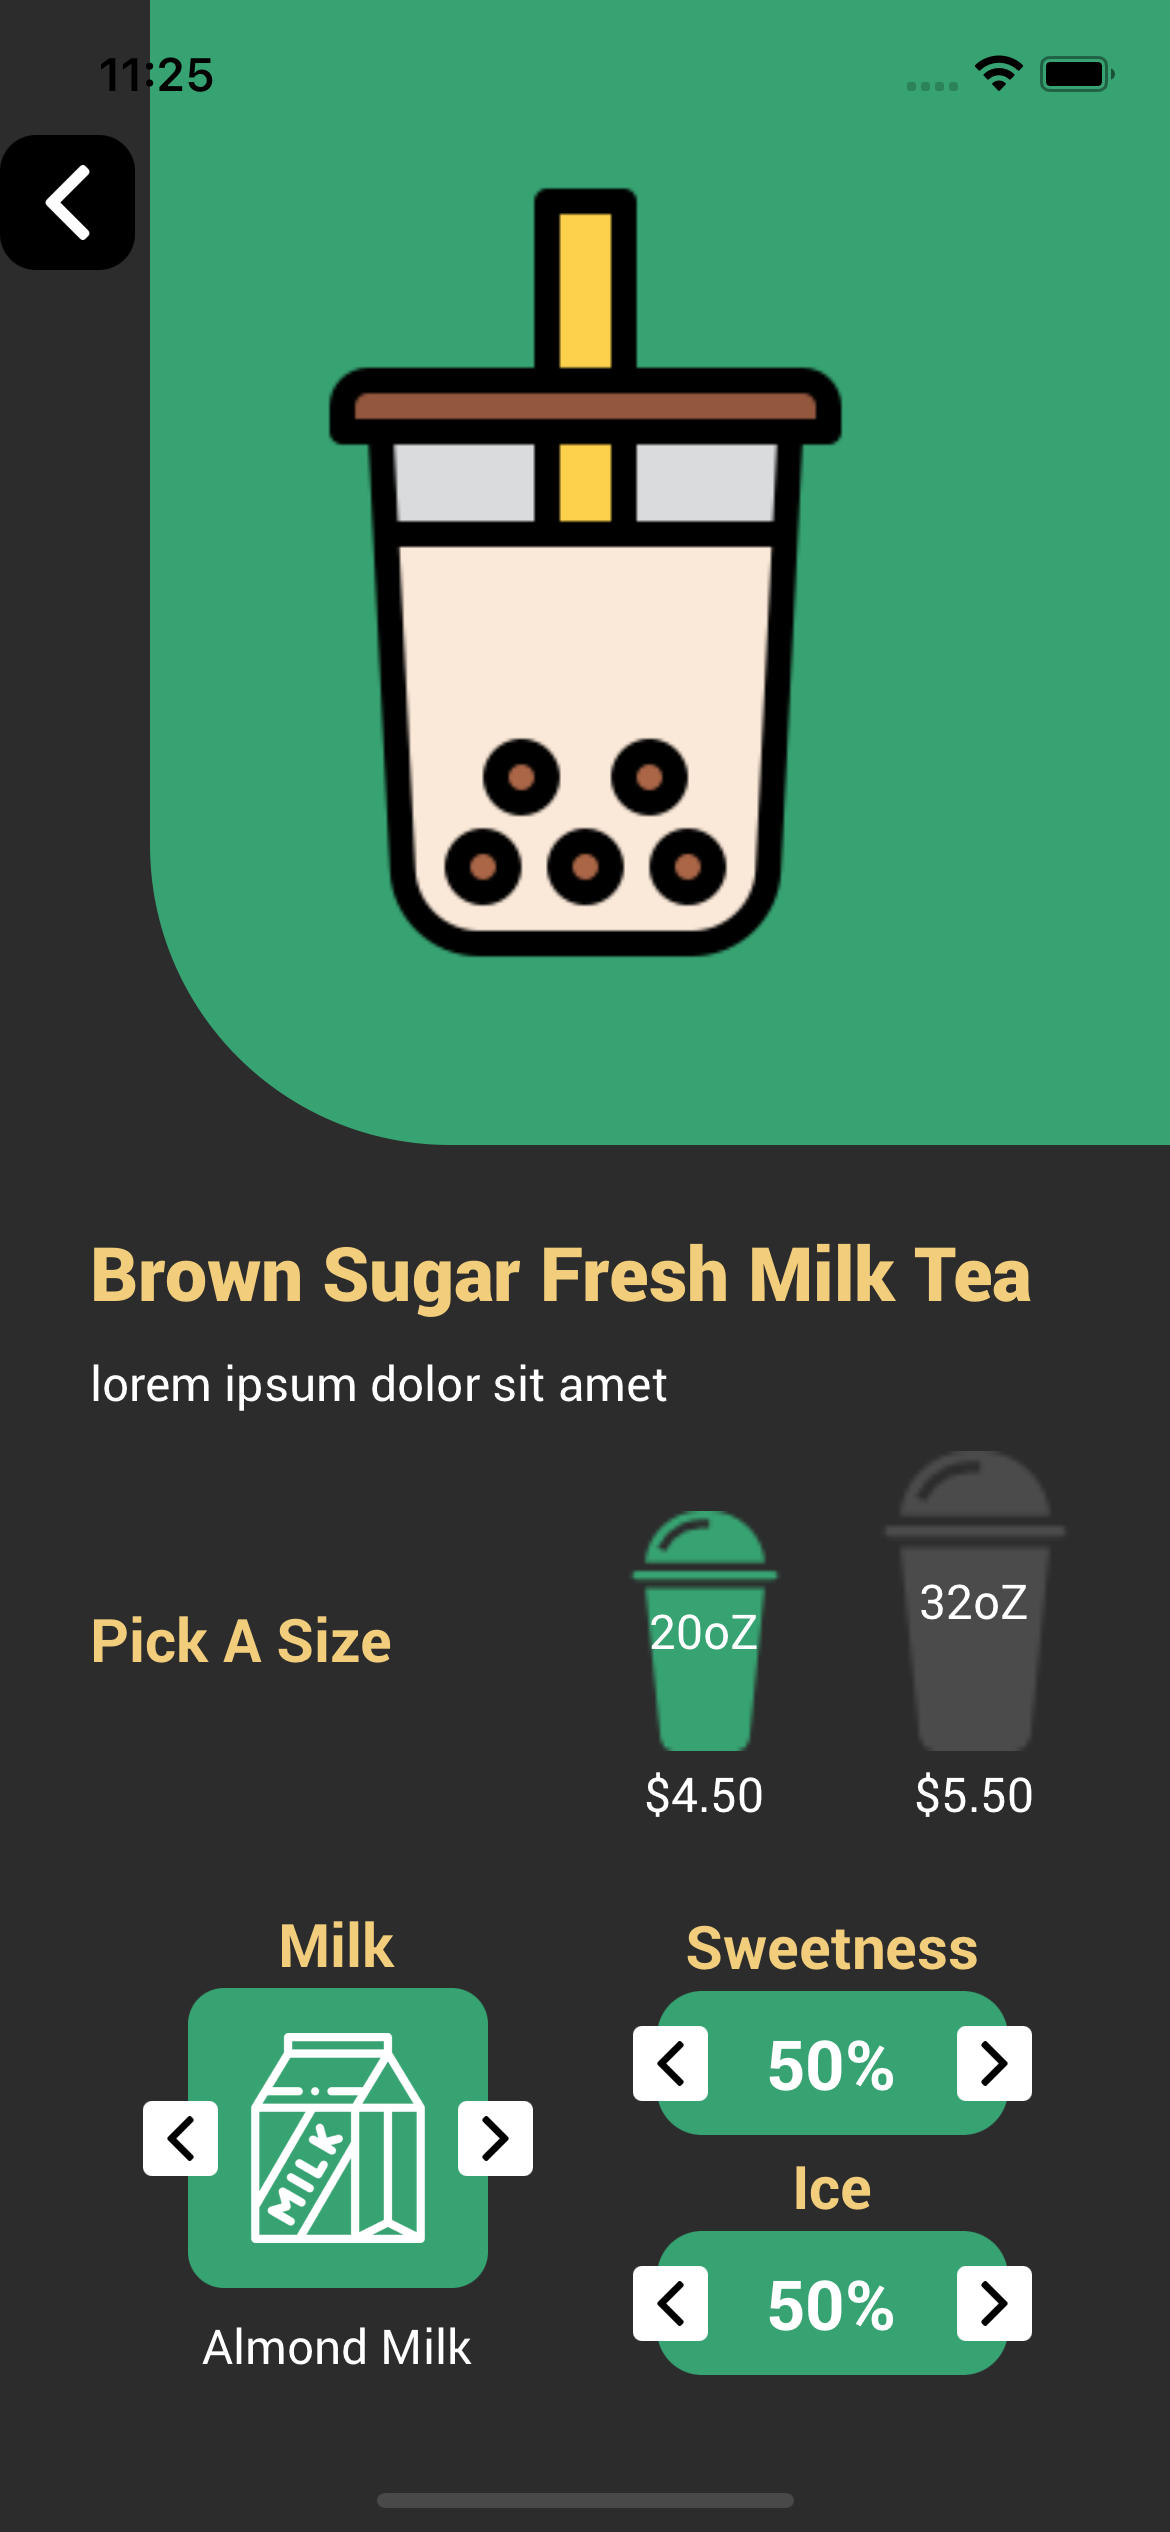 11:25
Brown Sugar Fresh Milk Tea
lorem ipsum dolor sit amet
Pick A Size
20oZ
32oZ
$4.50
$5.50
Milk
MILK
Almond Milk
Sweetness
50%
Ice
50%